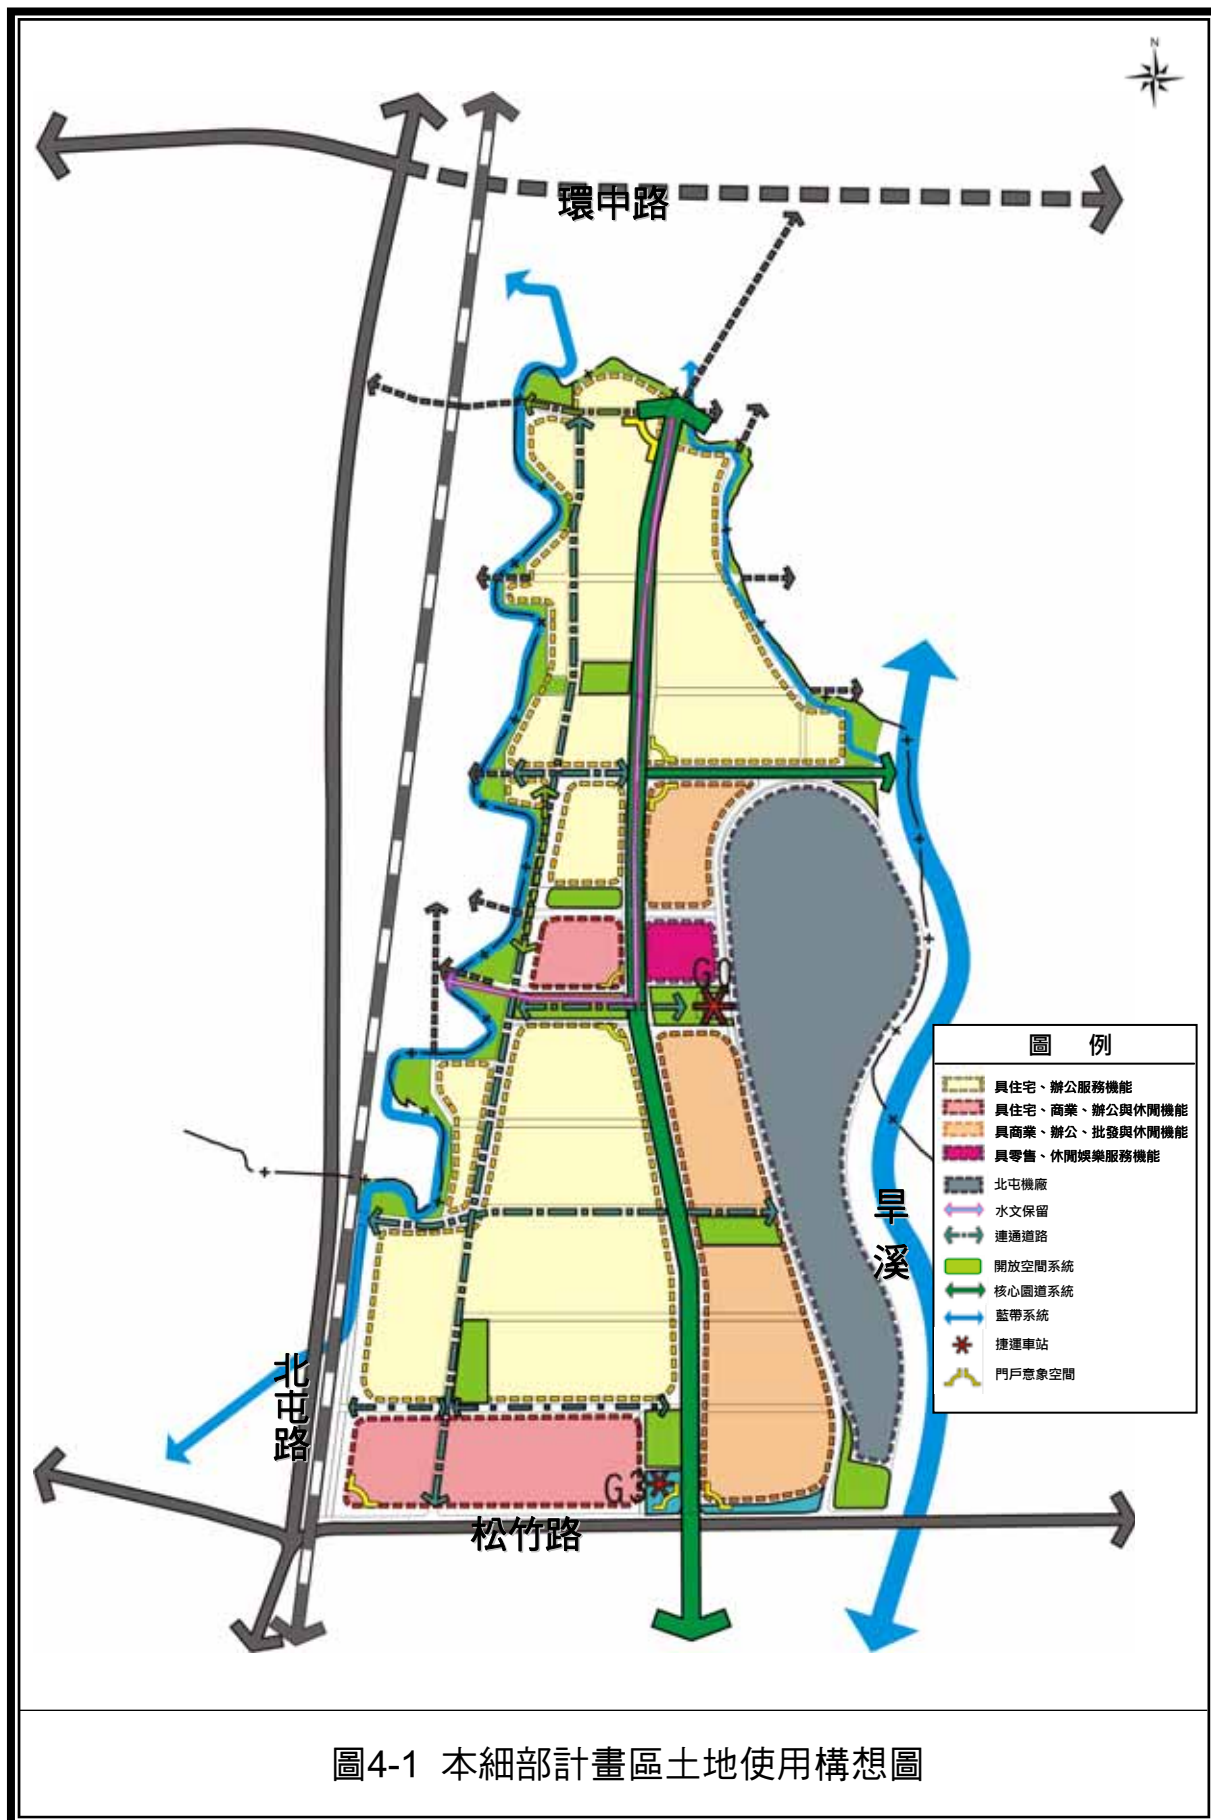 N
環中路
G0
圖 例
具住宅、辦公服務機能
具住宅、商業、辦公與休閒機能
具商業、辦公、批發與休閒機能
具零售、休閒娛樂服務機能
北屯機廠
水文保留
連通道路
開放空間系統
核心園道系統
藍帶系統
捷運車站
門戶意象空間
旱溪
北屯路
G3
松竹路
圖4-1 本細部計畫區土地使用構想圖